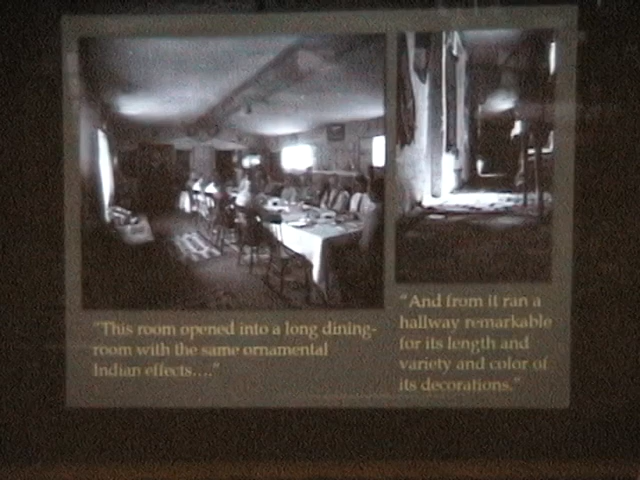 "This room opened into a long dining-
room with the same ornamental
Indian effects…."
"And from it ran a
hallway remarkable
for its length and
variety and color of
its decorations."